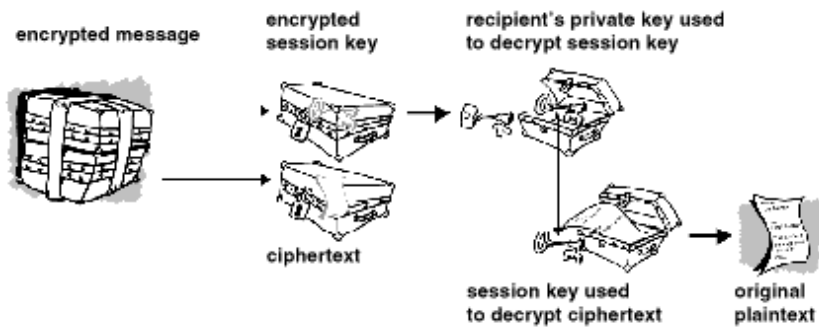 encrypted message
encrypted
session key
recipient's private key used
to decrypt session key
ciphertext
session key used
to decrypt ciphertext
original
plaintext